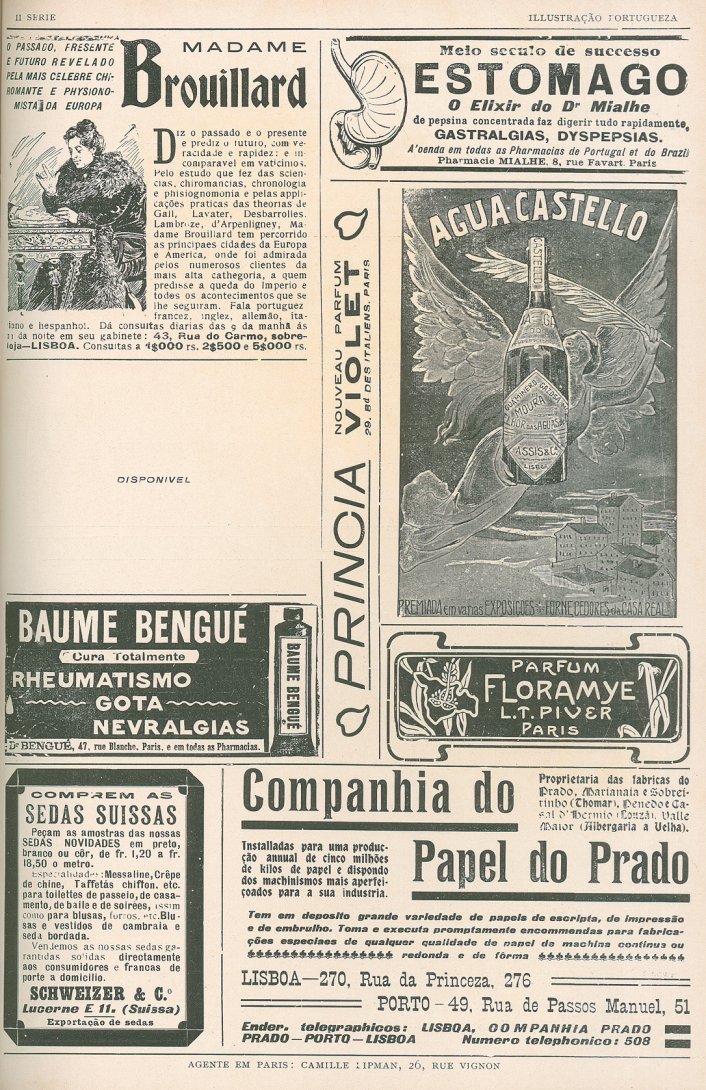 II SERIE
ILLUSTRAÇÃO PORTUGUEZA
O PASSADO, PRESENTE
E FUTURO REVELADO
PELA MAIS CELEBRE CHI-
ROMANTE E PHYSIONO-
MISTA DA EUROPA
MADAME
Brouillard
Diz o passado e o presente
e prediz o futuro, com ve-
racidade e rapidez: e in-
comparavel em vaticinios.
Pelo estudo que fez das scien-
cias, chiromancias, chronologia
e phisiognomonia e pelas appli-
cações praticas das theorias de
Gall, Lavater, Desbarrolles,
Lambroze, d'Arpenligney, Ma-
dame Brouillard tem percorrido
as principaes cidades da Europa
e America, onde foi admirada
pelos numerosos clientes da
mais alta cathegoria, a quem
predisse a queda do Imperio e
todos os acontecimentos que se
lhe seguiram. Fala portuguez
francez, inglez, allemão, ita-
liano e hespanhol. Dá consultas diarias das 9 da manhã ás
11 da noite em seu gabinete: 43, Rua do Carmo, sobre-
loja—LISBOA. Consultas a 1$000 rs. 2$500 e 5$000 rs.
DISPONIVEL
BAUME BENGUÉ
Cura Totalmente
RHEUMATISMO
GOTA
NEVRALGIAS
Dr BENGUÉ, 47, rue Blanche, Paris, e em todas as Pharmacias.
BAUME BENGUÉ
PRINCIA
NOUVEAU PARFUM
VIOLET
29, Bd DES ITALIENS, PARIS
Meio seculo de successo
ESTOMAGO
O Elixir do Dr Mialhe
de pepsina concentrada faz digerir tudo rapidamente,
GASTRALGIAS, DYSPEPSIAS.
A'venda em todas as Pharmacias de Portugal et do Brazil
Pharmacie MIALHE, 8, rue Favart. Paris
AGUA CASTELLO
CASTELLO
MOURA
ASSIS & Cª
LISBOA
PREMIADA em varias EXPOSIÇÕES e FORNECEDORES da CASA REAL
PARFUM
FLORAMYE
L.T. PIVER
PARIS
COMPREM AS
SEDAS SUISSAS
Peçam as amostras das nossas
SEDAS NOVIDADES em preto,
branco ou côr, de fr. 1,20 a fr.
18,50 o metro.
Especialidades: Messaline, Crêpe
de chine, Taffetás chiffon. etc.
para toilettes de passeio, de casa-
mento, de baile e de soirées, assim
como para blusas, forros, etc. Blu-
sas e vestidos de cambraia e
seda bordada.
Vendemos as nossas sedas ga-
rantidas solidas directamente
aos consumidores e francas de
porte a domicilio.
SCHWEIZER & C.o
Lucerne E 11. (Suissa)
Exportação de sedas
Companhia do
Papel do Prado
Proprietaria das fabricas do
Prado, Marianaia e Sobrei-
rinho (Thomar), Penedo e Ca-
sal d'Hermio (Louzã), Valle
Maior (Albergaria a Velha).
Installadas para uma produc-
ção annual de cinco milhões
de kilos de papel e dispondo
dos machinismos mais aperfei-
çoados para a sua industria.
Tem em deposito grande variedade de papeis de escripta, de impressão
e de embrulho. Toma e executa promptamente encommendas para fabrica-
ções especiaes de qualquer qualidade de papel de machina continua ou
redonda e de fôrma
LISBOA—270, Rua da Princeza, 276
PORTO - 49, Rua de Passos Manuel, 51
Ender. telegraphicos: LISBOA, COMPANHIA PRADO
PRADO—PORTO—LISBOA Numero telephonico: 508
AGENTE EM PARIS: CAMILLE LIPMAN, 26, RUE VIGNON